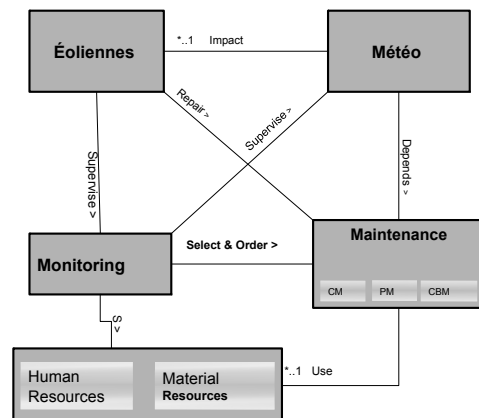 Éoliennes
*..1 Impact
Météo
Repair >
Supervise >
Supervise >
Depends >
Monitoring
Select & Order >
Maintenance
CM PM CBM
S >
Human
Resources
Material
Resources
*..1 Use